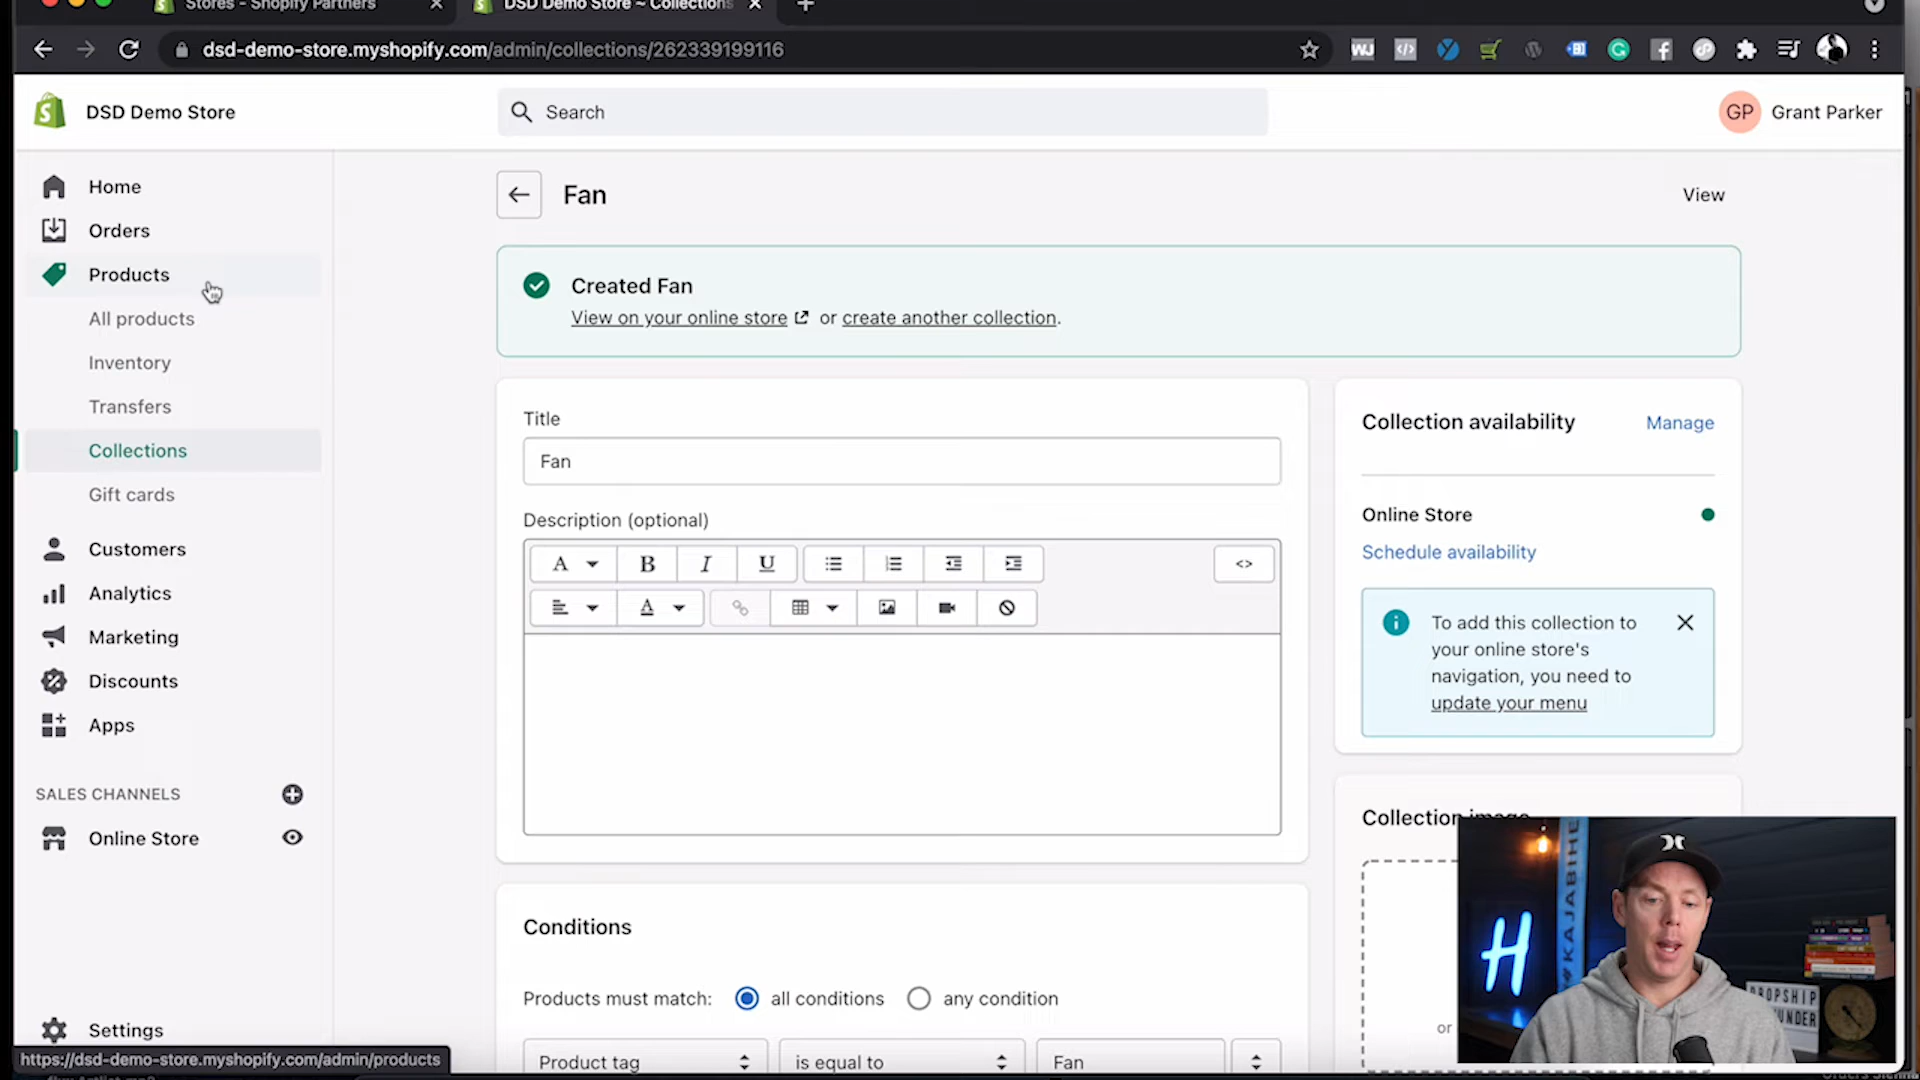 Stores - Shopify Partners
DSD Demo Store ~ Collections
dsd-demo-store.myshopify.com/admin/collections/262339199116
DSD Demo Store
Search
GP Grant Parker
Home
Orders
Products
All products
Inventory
Transfers
Collections
Gift cards
Customers
Analytics
Marketing
Discounts
Apps
SALES CHANNELS
Online Store
Settings
https://dsd-demo-store.myshopify.com/admin/products
Fan
View
Created Fan
View on your online store or create another collection.
Title
Fan
Description (optional)
A B I U <>
A
Conditions
Products must match: all conditions any condition
Product tag is equal to Fan
Collection availability Manage
Online Store
Schedule availability
To add this collection to
your online store's
navigation, you need to
update your menu
Collection image
or
H
#KAJABIHE
DROPSHIP
UNDER